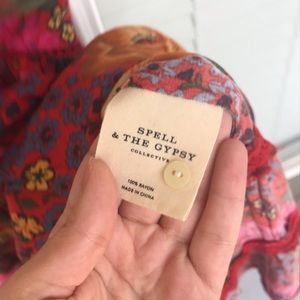 SPELL
& THE GYPSY
COLLECTIVE
100% RAYON
MADE IN CHINA